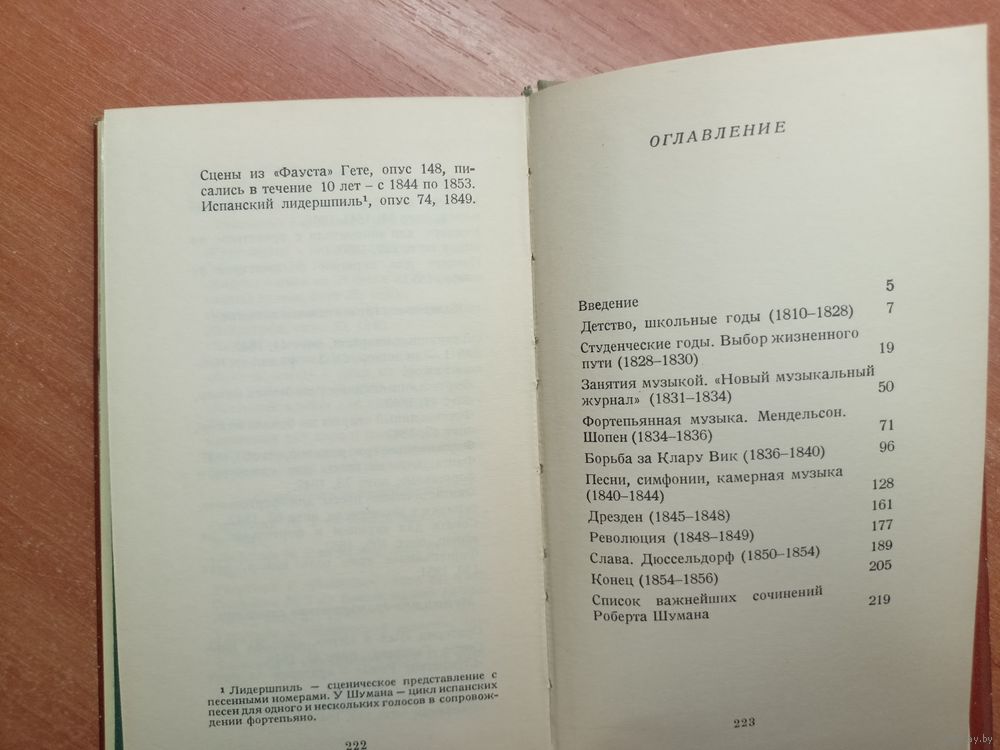 Сцены из «Фауста» Гете, опус 148, пи-
сались в течение 10 лет – с 1844 по 1853.
Испанский лидершпиль¹, опус 74, 1849.
¹ Лидершпиль — сценическое представление с
песенными номерами. У Шумана — цикл испанских
песен для одного и нескольких голосов в сопровож-
дении фортепьяно.
222
ОГЛАВЛЕНИЕ
Введение 5
Детство, школьные годы (1810–1828) 7
Студенческие годы. Выбор жизненного
пути (1828–1830) 19
Занятия музыкой. «Новый музыкальный
журнал» (1831–1834) 50
Фортепьянная музыка. Мендельсон.
Шопен (1834–1836) 71
Борьба за Клару Вик (1836–1840) 96
Песни, симфонии, камерная музыка
(1840–1844) 128
Дрезден (1845–1848) 161
Революция (1848–1849) 177
Слава. Дюссельдорф (1850–1854) 189
Конец (1854–1856) 205
Список важнейших сочинений
Роберта Шумана 219
223